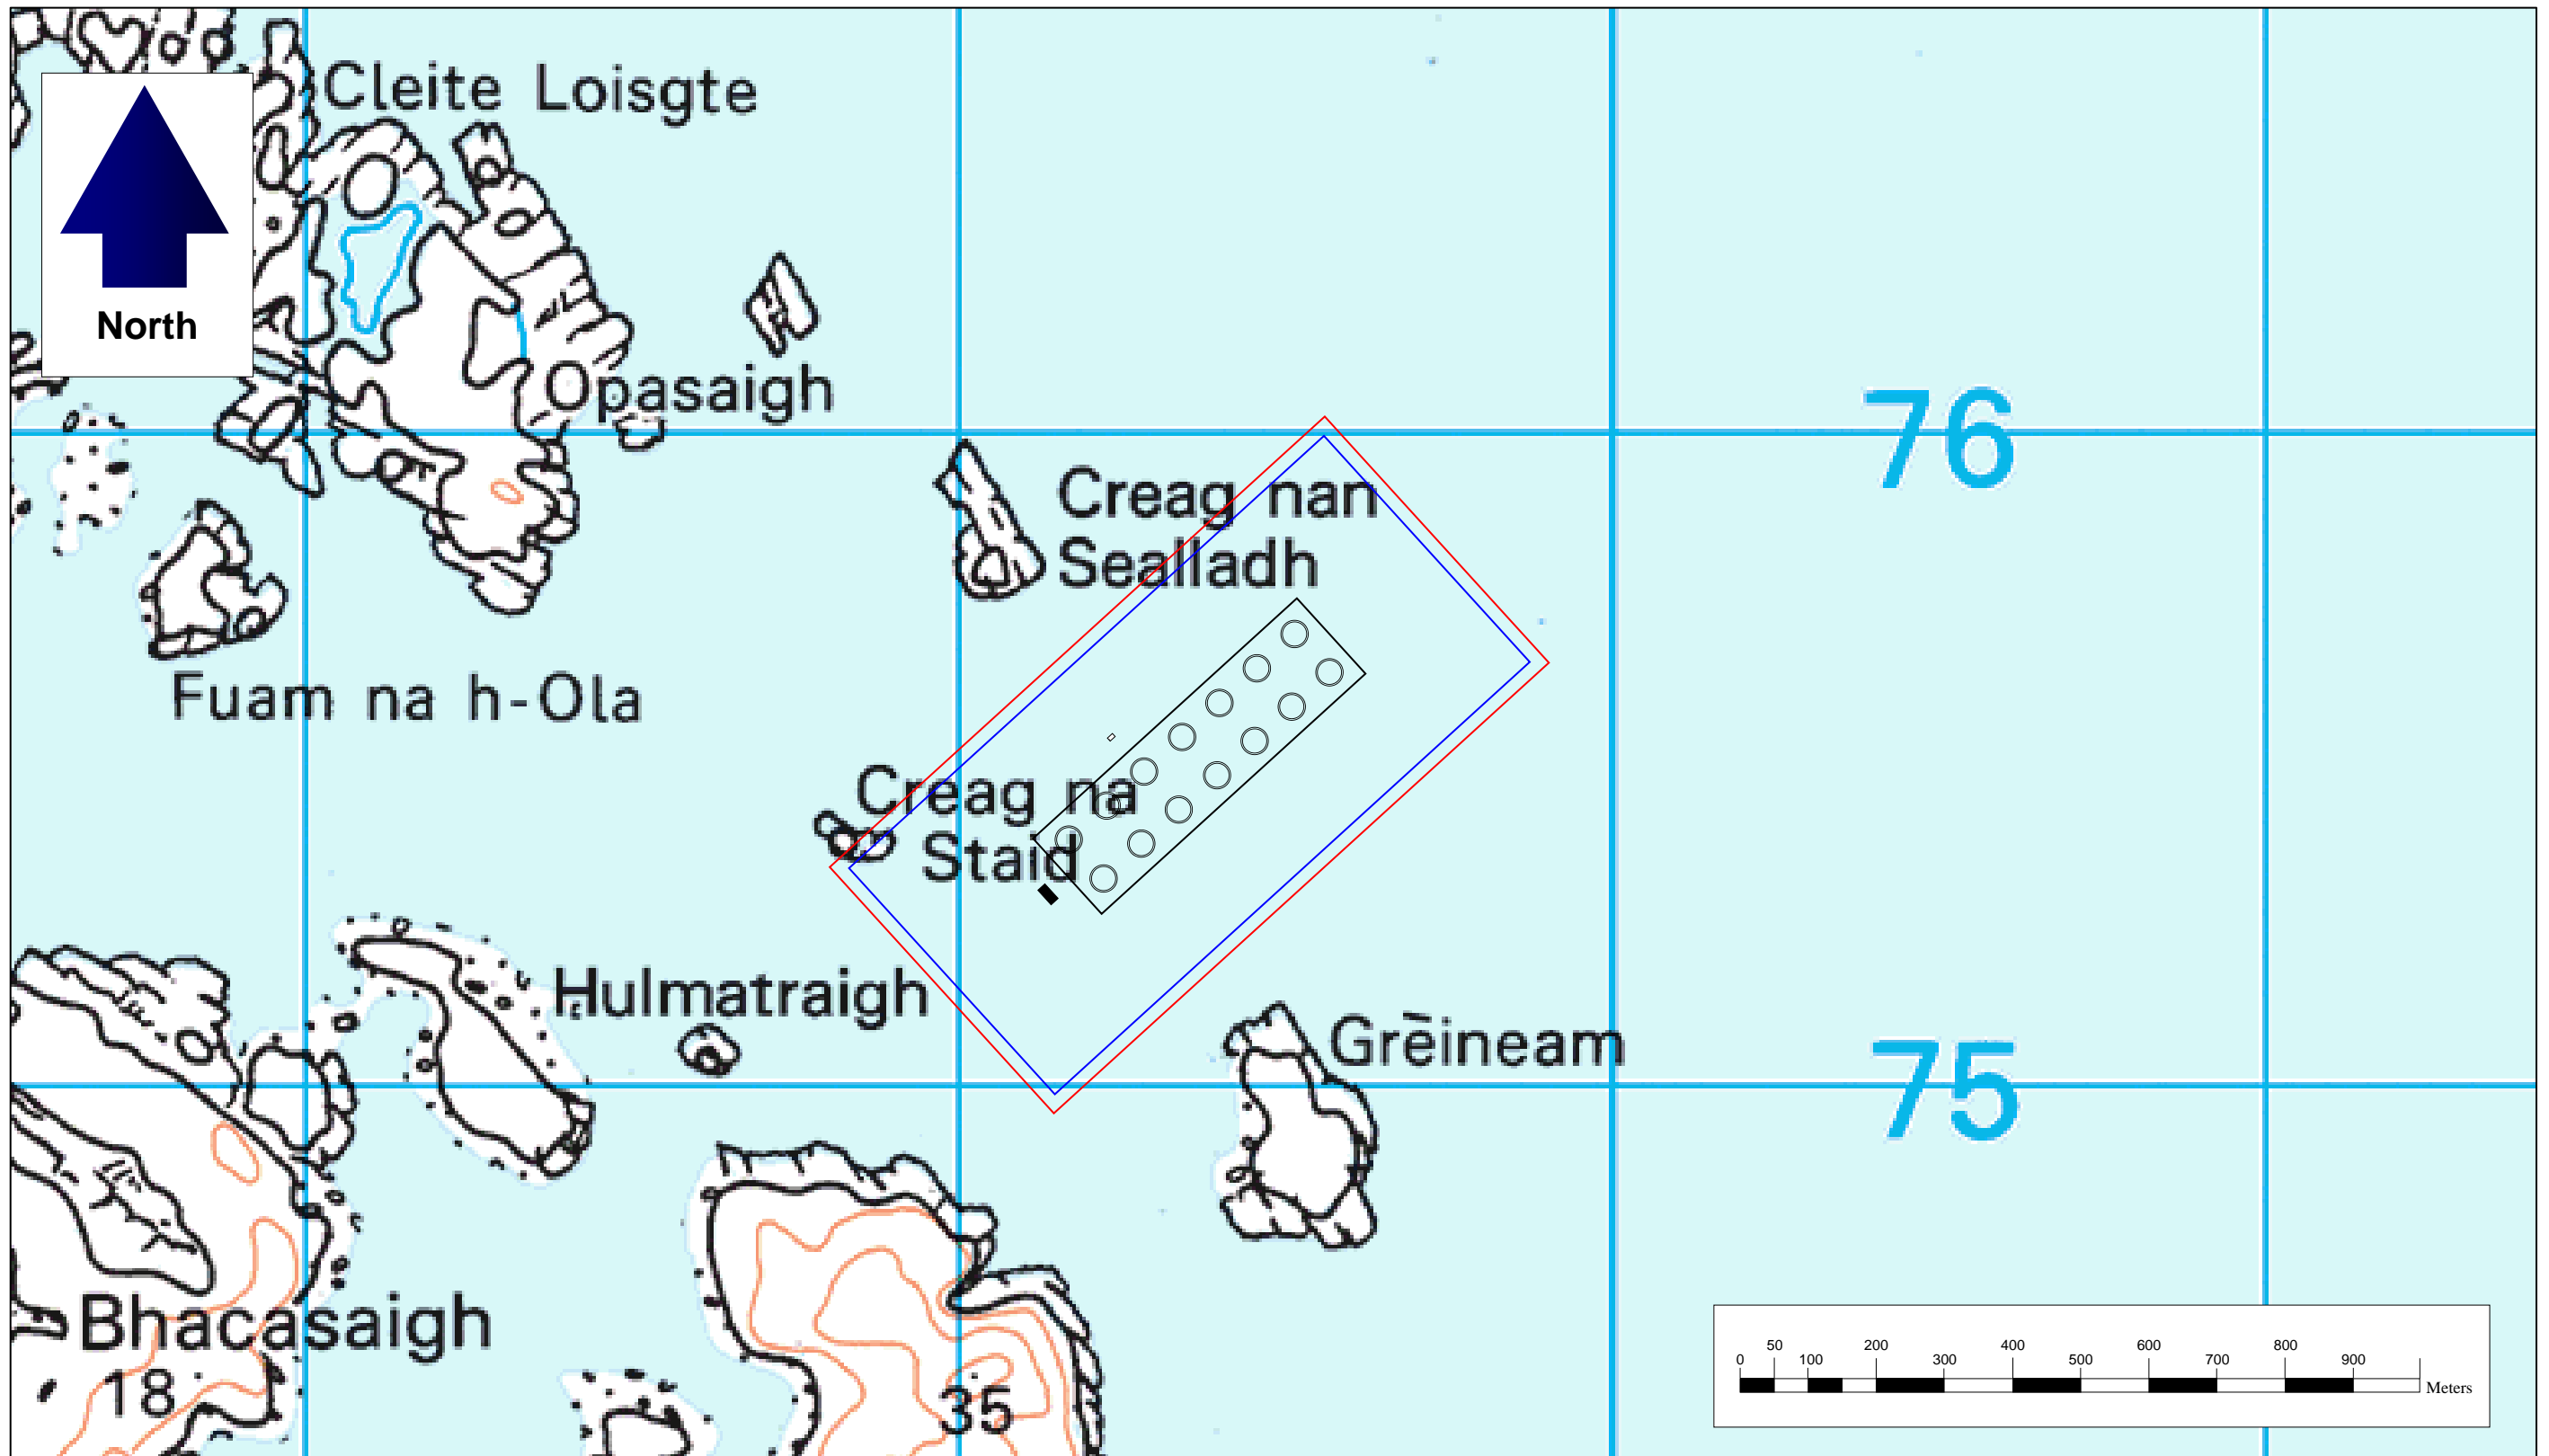 Cleite Loisgte
North
Opasaigh
76
Creag nan
Sealladh
Fuam na h-Ola
Creag na
Staid
Hulmatraigh
Grèineam
75
Bhacasaigh
18
35
0 50 100 200 300 400 500 600 700 800 900
Meters